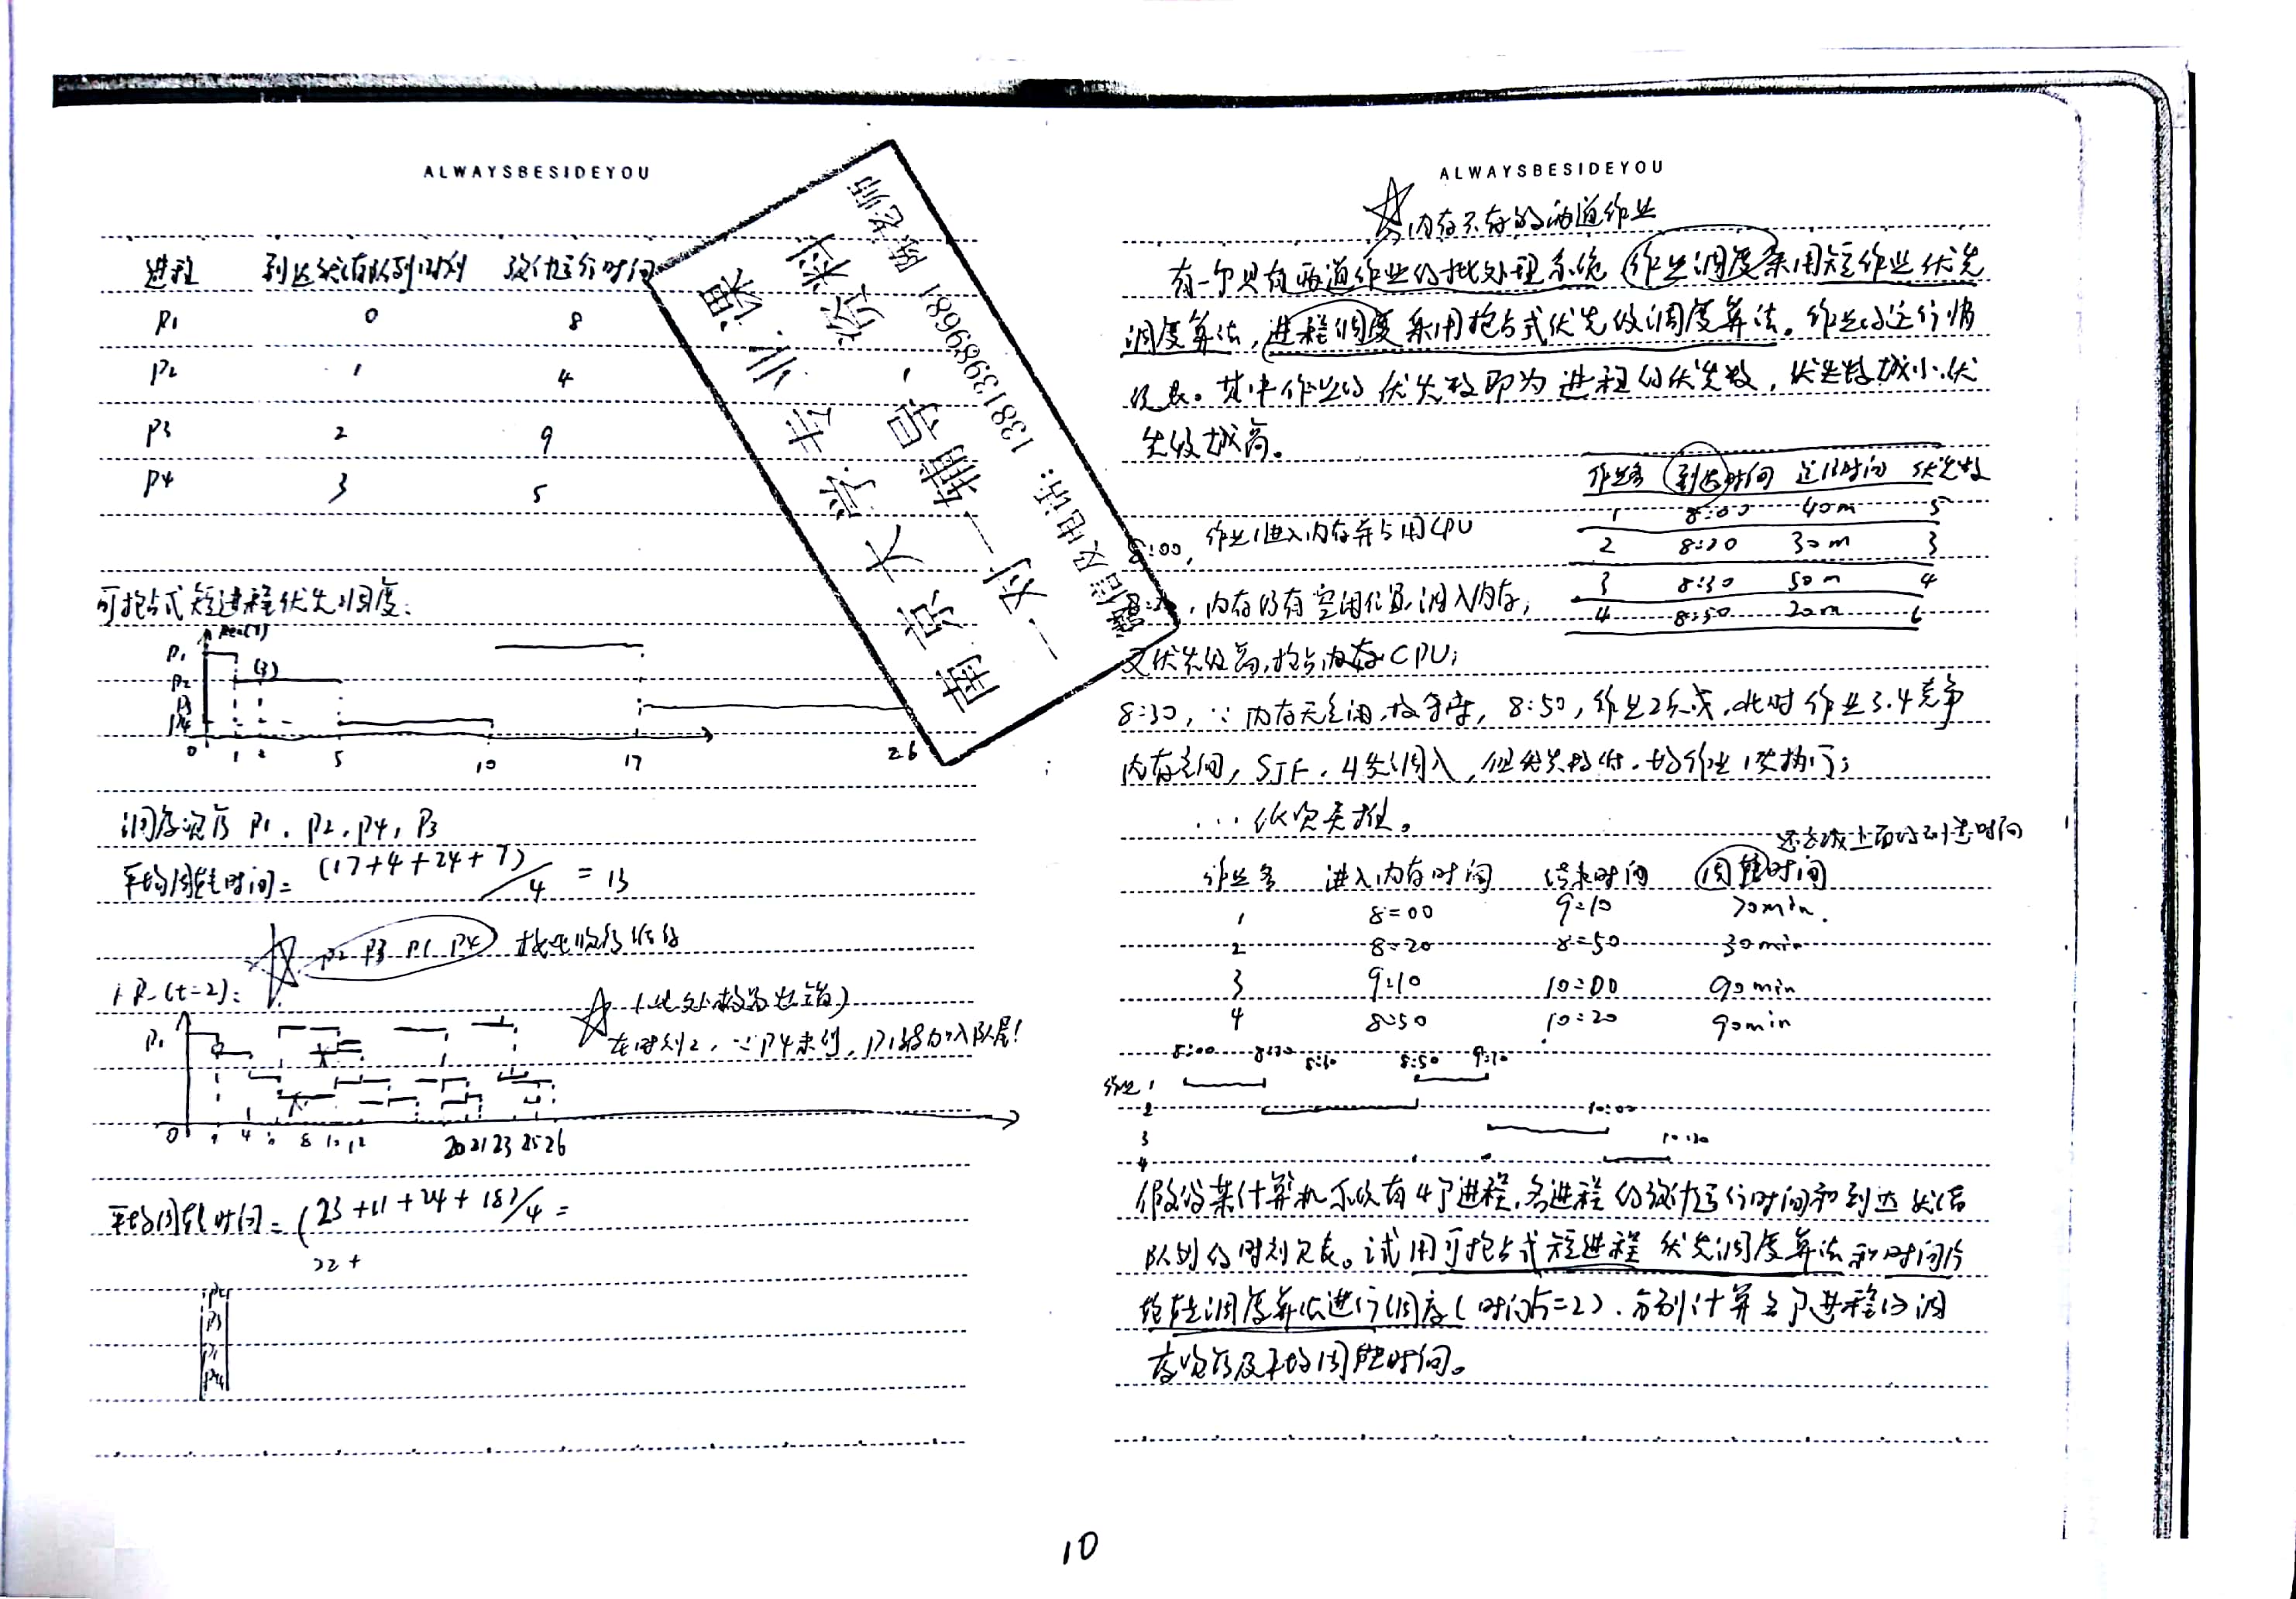 ALWAYSBESIDEYOU
进程 到达就绪队列时刻 预计运行时间
P1 0 8
P2 1 4
P3 2 9
P4 3 5
可抢占式短进程优先调度:
P1
P2 (3)
P3
P4
0 1 2 5 10 17 26
调度次序 P1, P2, P4, P3
平均周转时间 = (17+4+24+7)/4 = 13
P2 P3 P1 P4
RR (t=2):
(此处极易出错)
在时刻2, ∵P4未到, P1将加入队尾!
P1
0 2 4 6 8 10 12 20 21 23 25 26
平均周转时间 = (23+11+24+18)/4 =
22+
P2
P3
P1
P4
南京大学专业课
一对一辅导、资料
微信及电话: 13813989681 陈老师
ALWAYSBESIDEYOU
内存只存的两道作业
有一个只有两道作业的批处理系统 作业调度采用短作业优先
调度算法, 进程调度采用抢占式优先级调度算法。作业的运行情
况表。其中作业的优先数即为进程的优先数, 优先数越小, 优
先级越高。
作业名 到达时间 运行时间 优先数
1 8:00 40m 5
2 8:20 30m 3
3 8:30 50m 4
4 8:50 20m 6
8:00, 作业1进入内存并占用CPU
8:20, 内存仍有空闲位置, 调入内存,
又优先级高, 抢占CPU;
8:30, ∵内存无空闲, 故等待, 8:50, 作业2完成, 此时作业3.4竞争
内存空间, SJF, 4先调入, 但优先权低, 故作业1先执行;
... 依次类推。
还是减上面的到达时间
作业名 进入内存时间 结束时间 周转时间
1 8:00 9:10 70min.
2 8:20 8:50 30min
3 9:10 10:00 90min
4 8:50 10:20 90min
8:00 8:20 8:30 8:50 9:10
作业 1
2 10:00
3 10:20
4
假设某计算机系统有4个进程, 各进程的预计运行时间和到达就绪
队列的时刻见表。试用可抢占式短进程优先调度算法和时间片
轮转调度算法进行调度(时间片=2). 分别计算各个进程的调
度次序及平均周转时间。
10